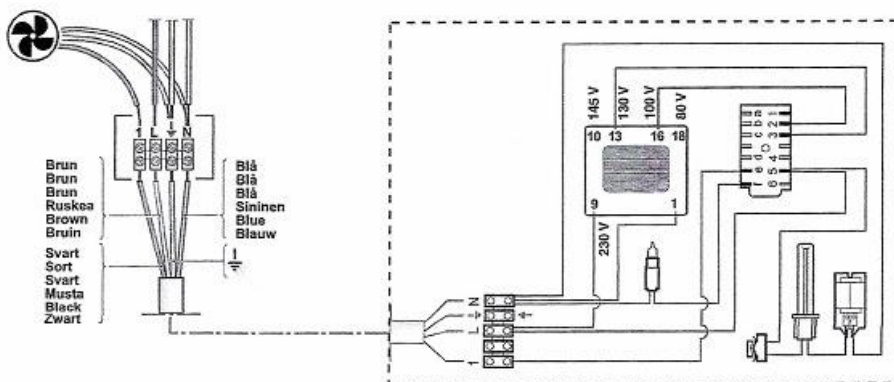 1 L N
Brun
Brun
Brun
Ruskea
Brown
Bruin
Blå
Blå
Blå
Sininen
Blue
Blauw
Svart
Sort
Svart
Musta
Black
Zwart
145 V
130 V
100 V
80 V
10 13 16 18
9 1
230 V
a b c d e f
1 2 3 4 5 6
N
L
1